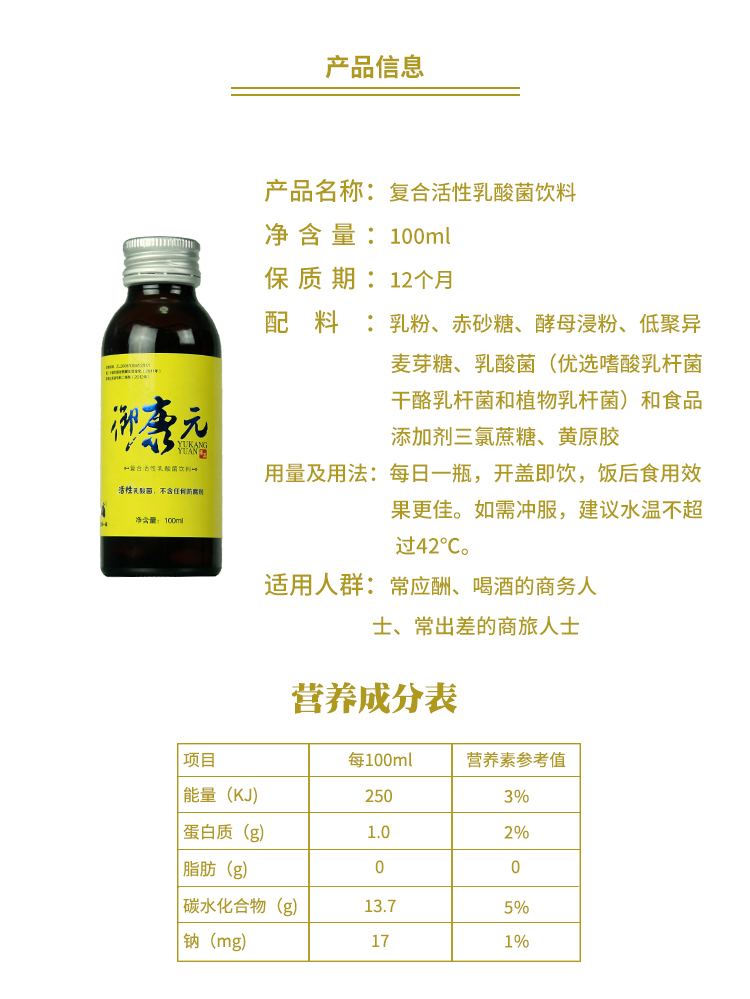 产品信息
产品名称：复合活性乳酸菌饮料
净含量：100ml
保质期：12个月
配料：乳粉、赤砂糖、酵母浸粉、低聚异
麦芽糖、乳酸菌（优选嗜酸乳杆菌
干酪乳杆菌和植物乳杆菌）和食品
添加剂三氯蔗糖、黄原胶
用量及用法：每日一瓶，开盖即饮，饭后食用效
果更佳。如需冲服，建议水温不超
过42℃。
适用人群：常应酬、喝酒的商务人
士、常出差的商旅人士
御康元
YUKANG
YUAN
复合活性乳酸菌饮料
活性乳酸菌，不含任何防腐剂
净含量：100ml
营养成分表
项目 每100ml 营养素参考值
能量（KJ） 250 3%
蛋白质（g） 1.0 2%
脂肪（g） 0 0
碳水化合物（g） 13.7 5%
钠（mg） 17 1%